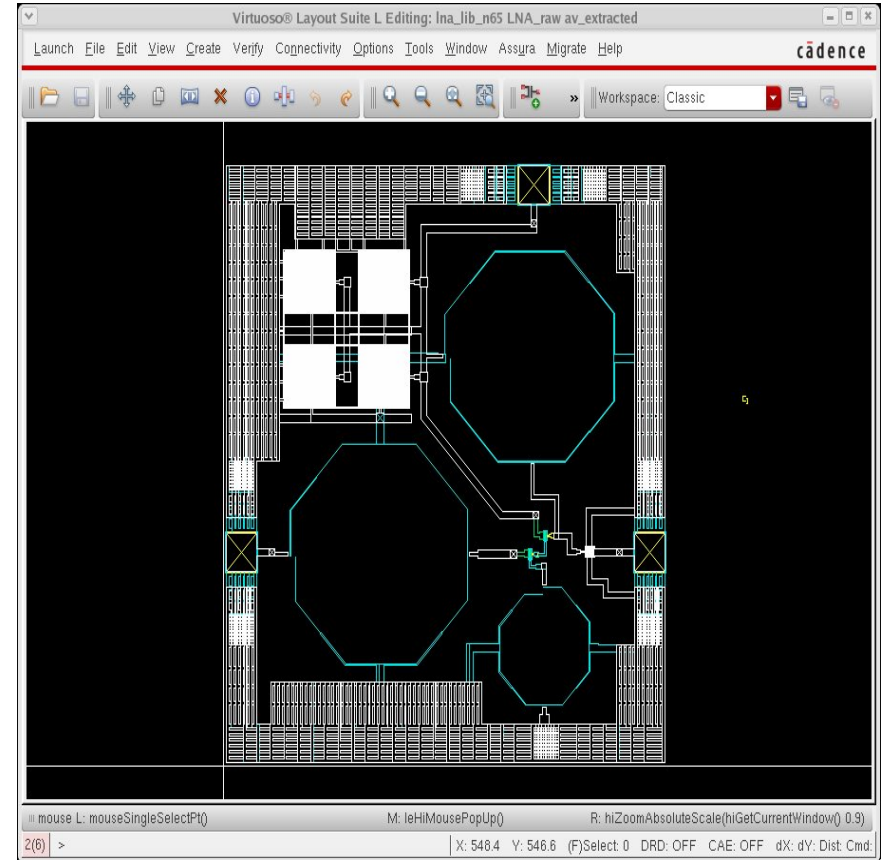 Virtuoso® Layout Suite L Editing: lna_lib_n65 LNA_raw av_extracted
Launch File Edit View Create Verify Connectivity Options Tools Window Assura Migrate Help
cādence
» Workspace: Classic
mouse L: mouseSingleSelectPt() M: leHiMousePopUp() R: hiZoomAbsoluteScale(hiGetCurrentWindow() 0.9)
2(6) > X: 548.4 Y: 546.6 (F)Select: 0 DRD: OFF CAE: OFF dX: dY: Dist: Cmd: